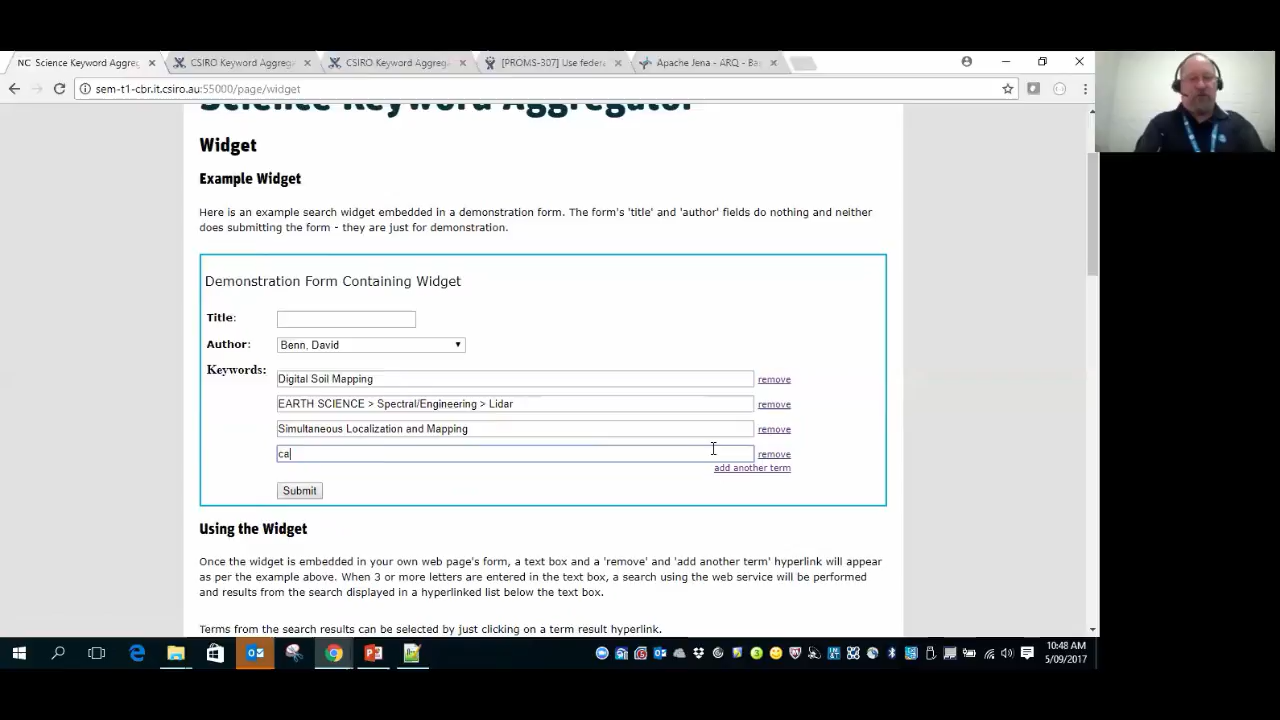 NC Science Keyword Aggreg
CSIRO Keyword Aggrega
CSIRO Keyword Aggreg
[PROMS-307] Use federa
Apache Jena - ARQ - Ba
sem-t1-cbr.it.csiro.au:55000/page/widget
Science Keyword Aggregator
Widget
Example Widget
Here is an example search widget embedded in a demonstration form. The form's 'title' and 'author' fields do nothing and neither
does submitting the form - they are just for demonstration.
Demonstration Form Containing Widget
Title:
Author: Benn, David
Keywords:
Digital Soil Mapping remove
EARTH SCIENCE > Spectral/Engineering > Lidar remove
Simultaneous Localization and Mapping remove
ca remove
add another term
Submit
Using the Widget
Once the widget is embedded in your own web page's form, a text box and a 'remove' and 'add another term' hyperlink will appear
as per the example above. When 3 or more letters are entered in the text box, a search using the web service will be performed
and results from the search displayed in a hyperlinked list below the text box.
Terms from the search results can be selected by just clicking on a term result hyperlink.
10:48 AM
5/09/2017